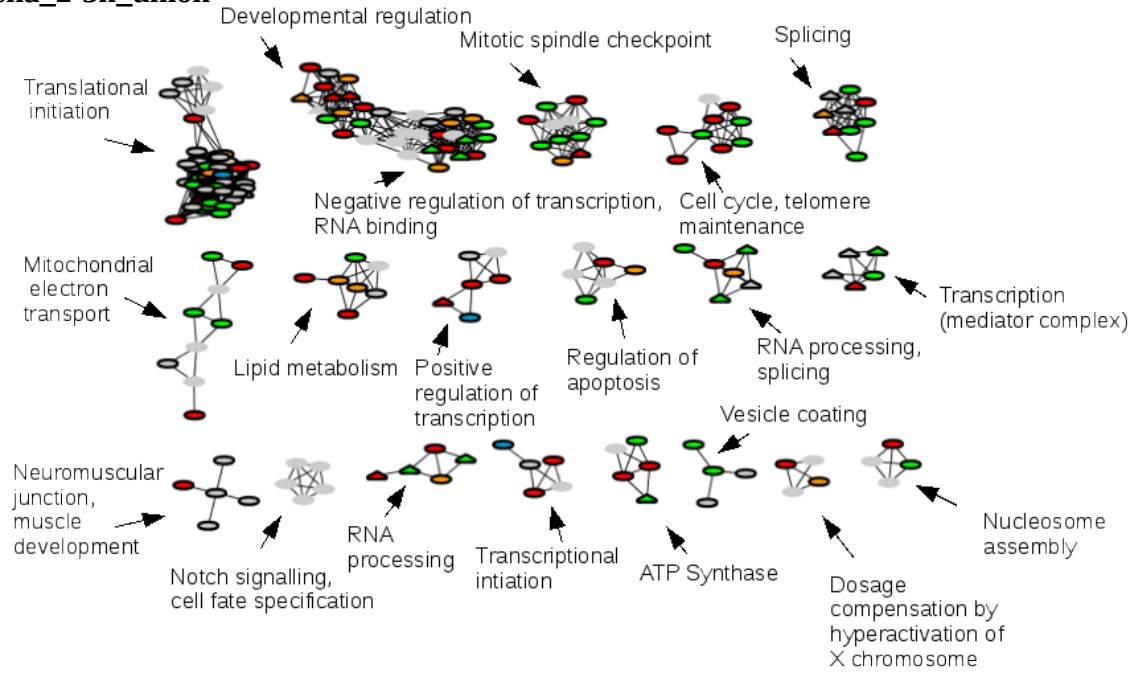 Developmental regulation
Mitotic spindle checkpoint
Splicing
Translational
initiation
Negative regulation of transcription,
RNA binding
Cell cycle, telomere
maintenance
Mitochondrial
electron
transport
Lipid metabolism
Positive
regulation of
transcription
Regulation of
apoptosis
RNA processing,
splicing
Transcription
(mediator complex)
Vesicle coating
Neuromuscular
junction,
muscle
development
Notch signalling,
cell fate specification
RNA
processing
Transcriptional
intiation
ATP Synthase
Dosage
compensation by
hyperactivation of
X chromosome
Nucleosome
assembly